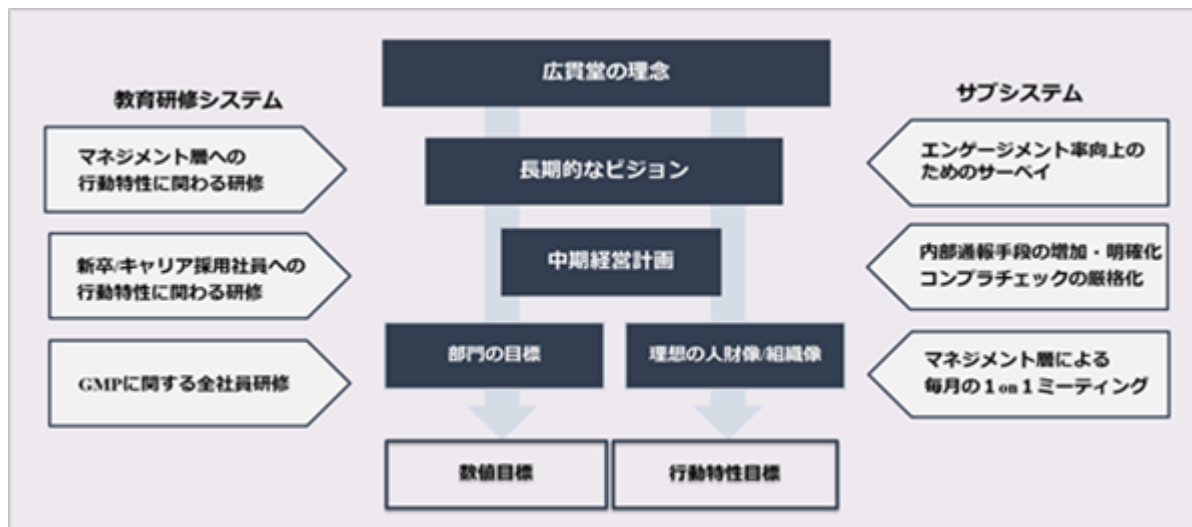 広貫堂の理念
教育研修システム
サブシステム
マネジメント層への
行動特性に関わる研修
長期的なビジョン
エンゲージメント率向上の
ためのサーベイ
新卒/キャリア採用社員への
行動特性に関わる研修
中期経営計画
内部通報手段の増加・明確化
コンプラチェックの厳格化
GMPに関する全社員研修
部門の目標
理想の人財像/組織像
マネジメント層による
毎月の１on１ミーティング
数値目標
行動特性目標